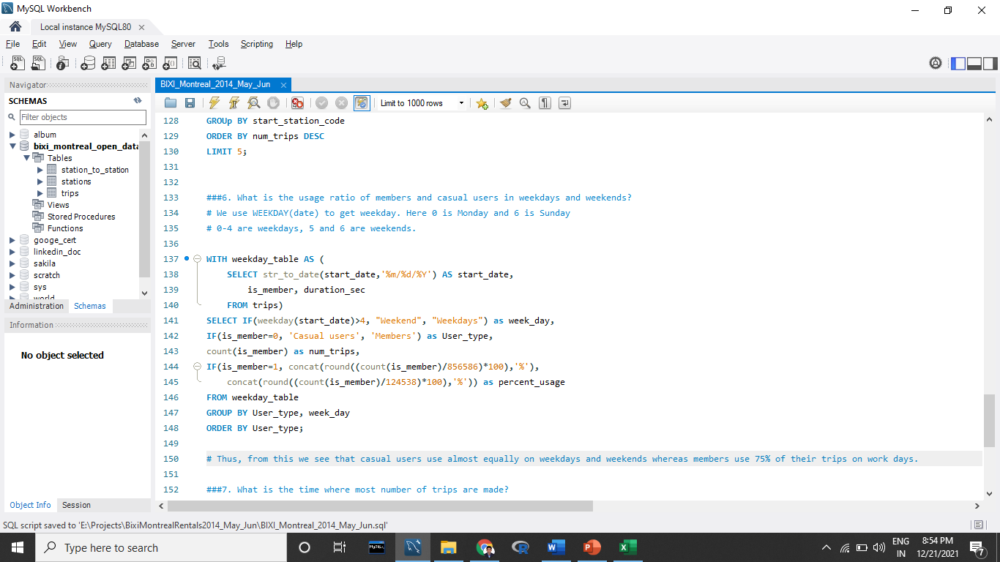 MySQL Workbench
Local instance MySQL80
File Edit View Query Database Server Tools Scripting Help
Navigator
SCHEMAS
Filter objects
album
bixi_montreal_open_data
Tables
station_to_station
stations
trips
Views
Stored Procedures
Functions
googe_cert
linkedin_doc
sakila
scratch
sys
world
Administration Schemas
Information
No object selected
Object Info Session
BIXI_Montreal_2014_May_Jun
Limit to 1000 rows
128 GROUp BY start_station_code
129 ORDER BY num_trips DESC
130 LIMIT 5;
131
132
133 ###6. What is the usage ratio of members and casual users in weekdays and weekends?
134 # We use WEEKDAY(date) to get weekday. Here 0 is Monday and 6 is Sunday
135 # 0-4 are weekdays, 5 and 6 are weekends.
136
137 WITH weekday_table AS (
138 SELECT str_to_date(start_date,'%m/%d/%Y') AS start_date,
139 is_member, duration_sec
140 FROM trips)
141 SELECT IF(weekday(start_date)>4, "Weekend", "Weekdays") as week_day,
142 IF(is_member=0, 'Casual users', 'Members') as User_type,
143 count(is_member) as num_trips,
144 IF(is_member=1, concat(round((count(is_member)/856586)*100),'%'),
145 concat(round((count(is_member)/124538)*100),'%')) as percent_usage
146 FROM weekday_table
147 GROUP BY User_type, week_day
148 ORDER BY User_type;
149
150 # Thus, from this we see that casual users use almost equally on weekdays and weekends whereas members use 75% of their trips on work days.
151
152 ###7. What is the time where most number of trips are made?
SQL script saved to 'E:\Projects\BixiMontrealRentals2014_May_Jun\BIXI_Montreal_2014_May_Jun.sql'
Type here to search
ENG
IN
8:54 PM
12/21/2021
7